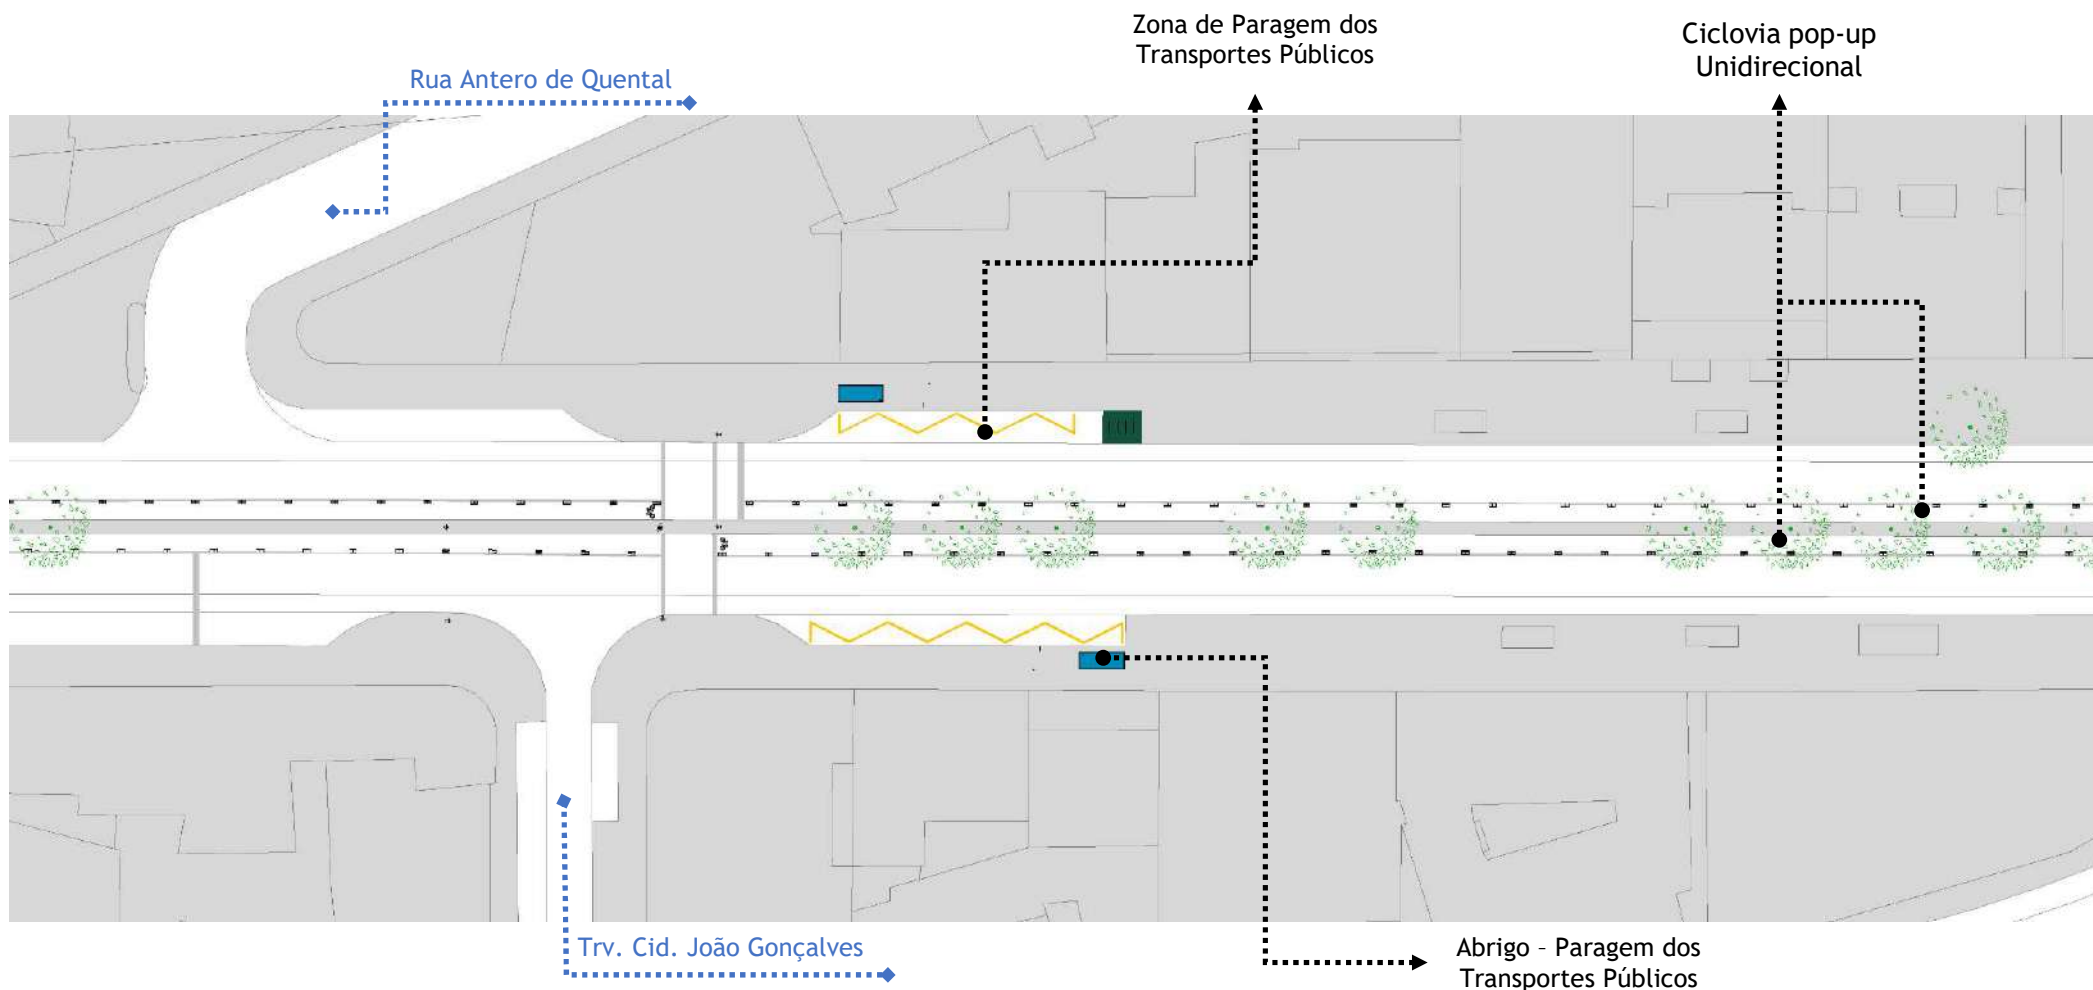 Zona de Paragem dos
Transportes Públicos
Ciclovia pop-up
Unidirecional
Rua Antero de Quental
Trv. Cid. João Gonçalves
Abrigo – Paragem dos
Transportes Públicos